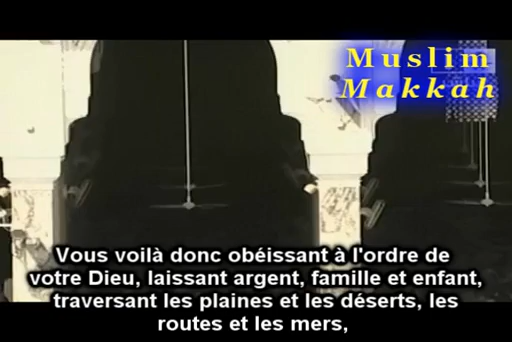 Muslim
Makkah
Vous voilà donc obéissant à l'ordre de
votre Dieu, laissant argent, famille et enfant,
traversant les plaines et les déserts, les
routes et les mers,